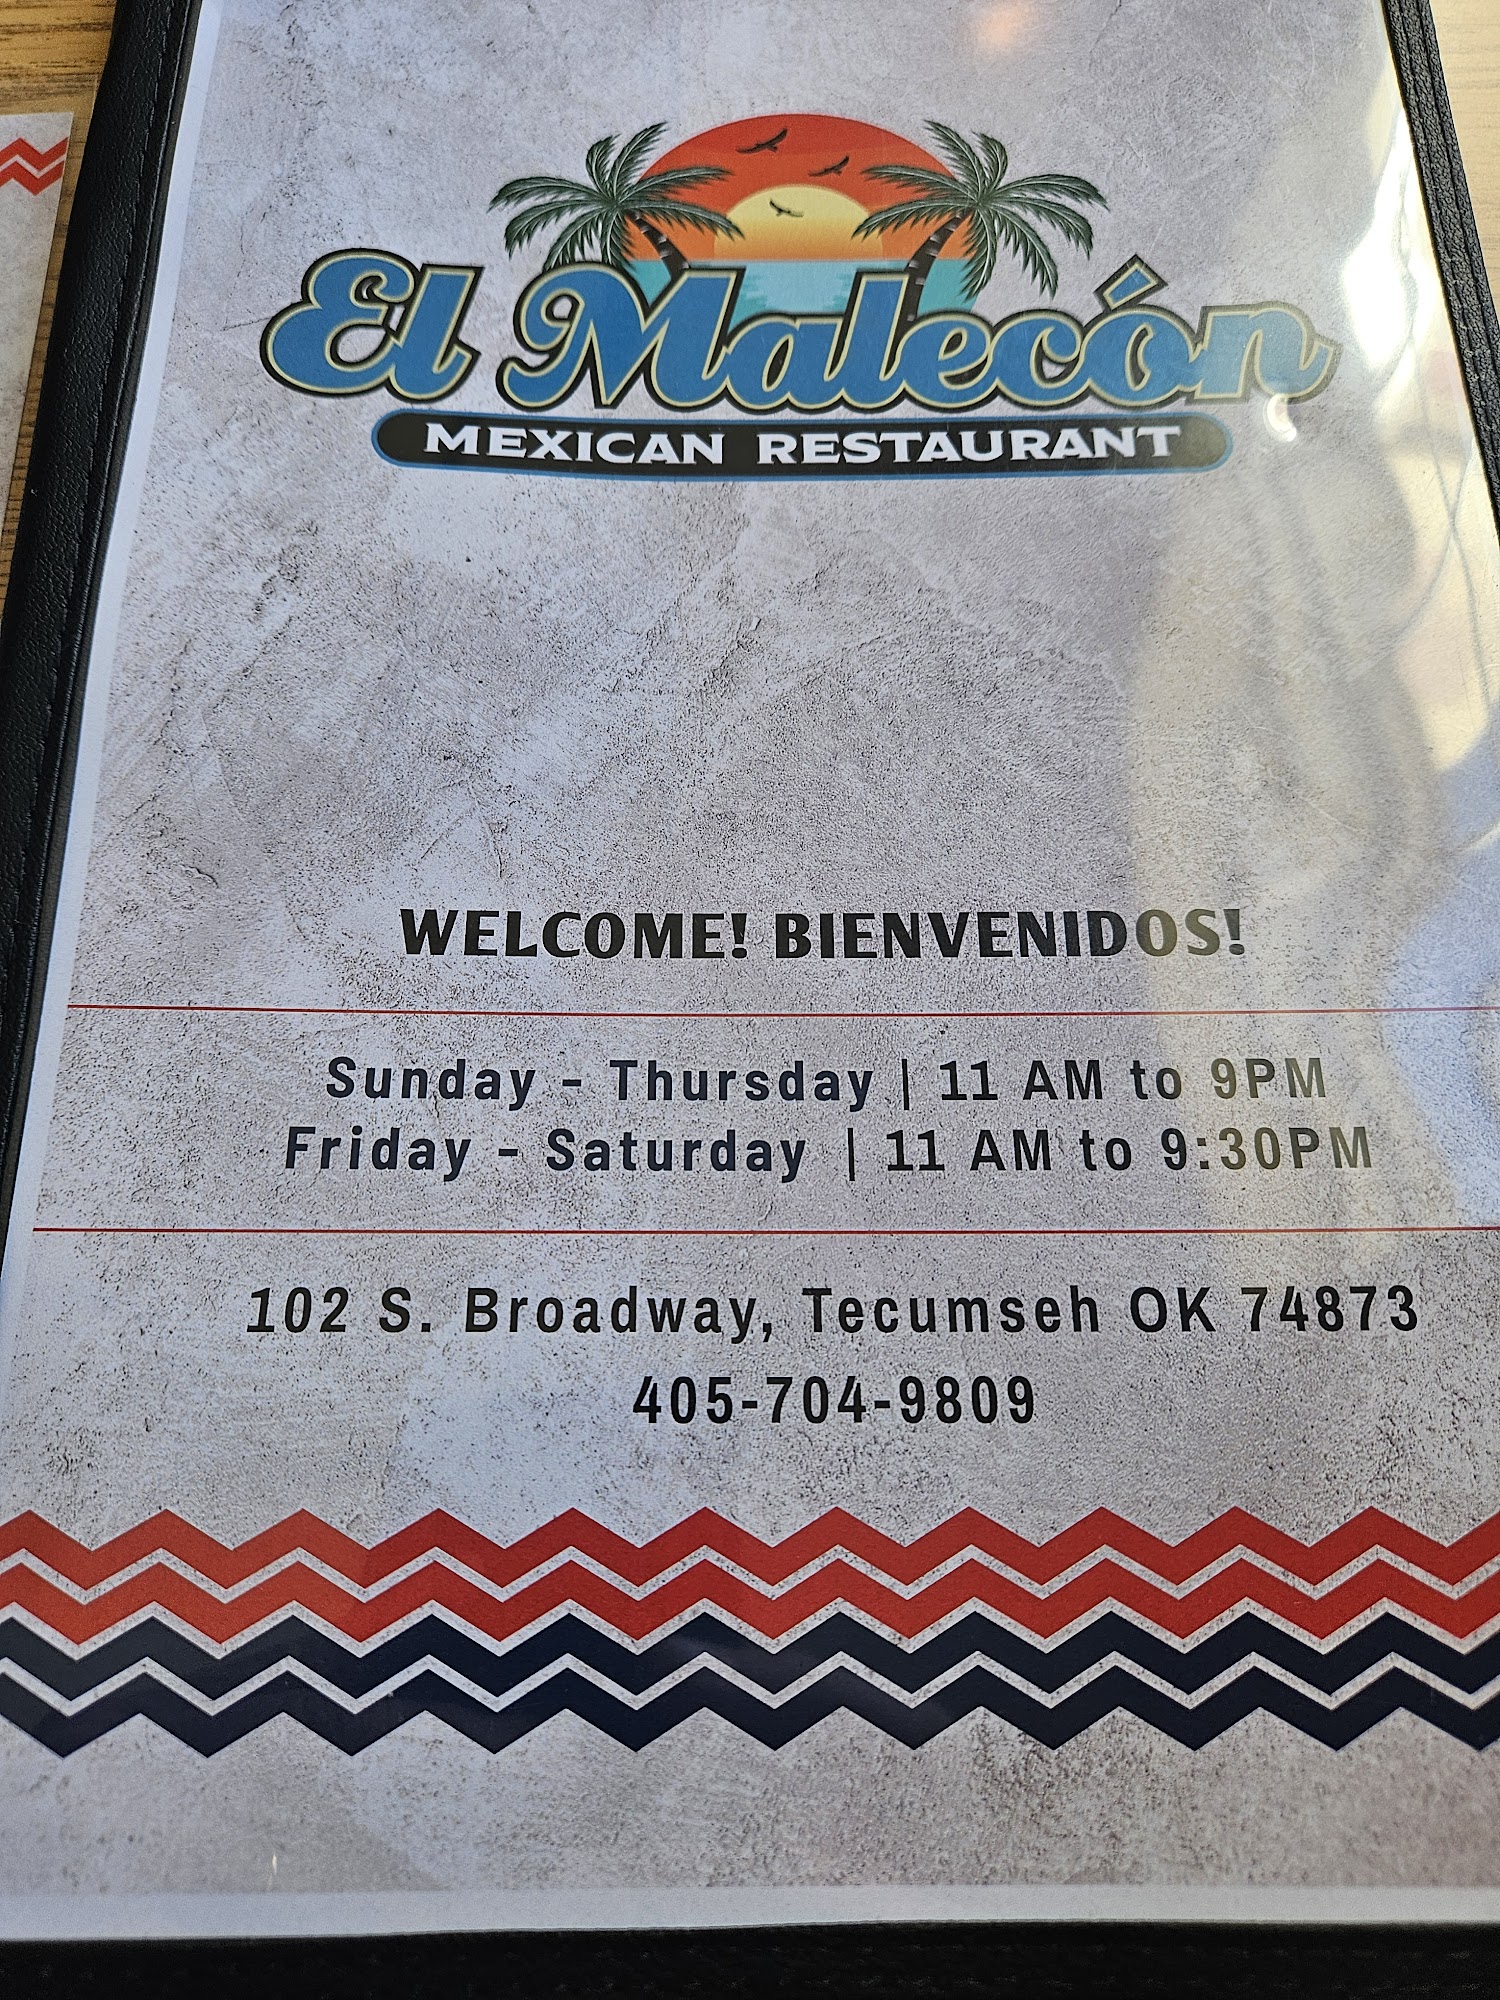 El Malecón
MEXICAN RESTAURANT
WELCOME! BIENVENIDOS!
Sunday - Thursday | 11 AM to 9PM
Friday - Saturday | 11 AM to 9:30PM
102 S. Broadway, Tecumseh OK 74873
405-704-9809